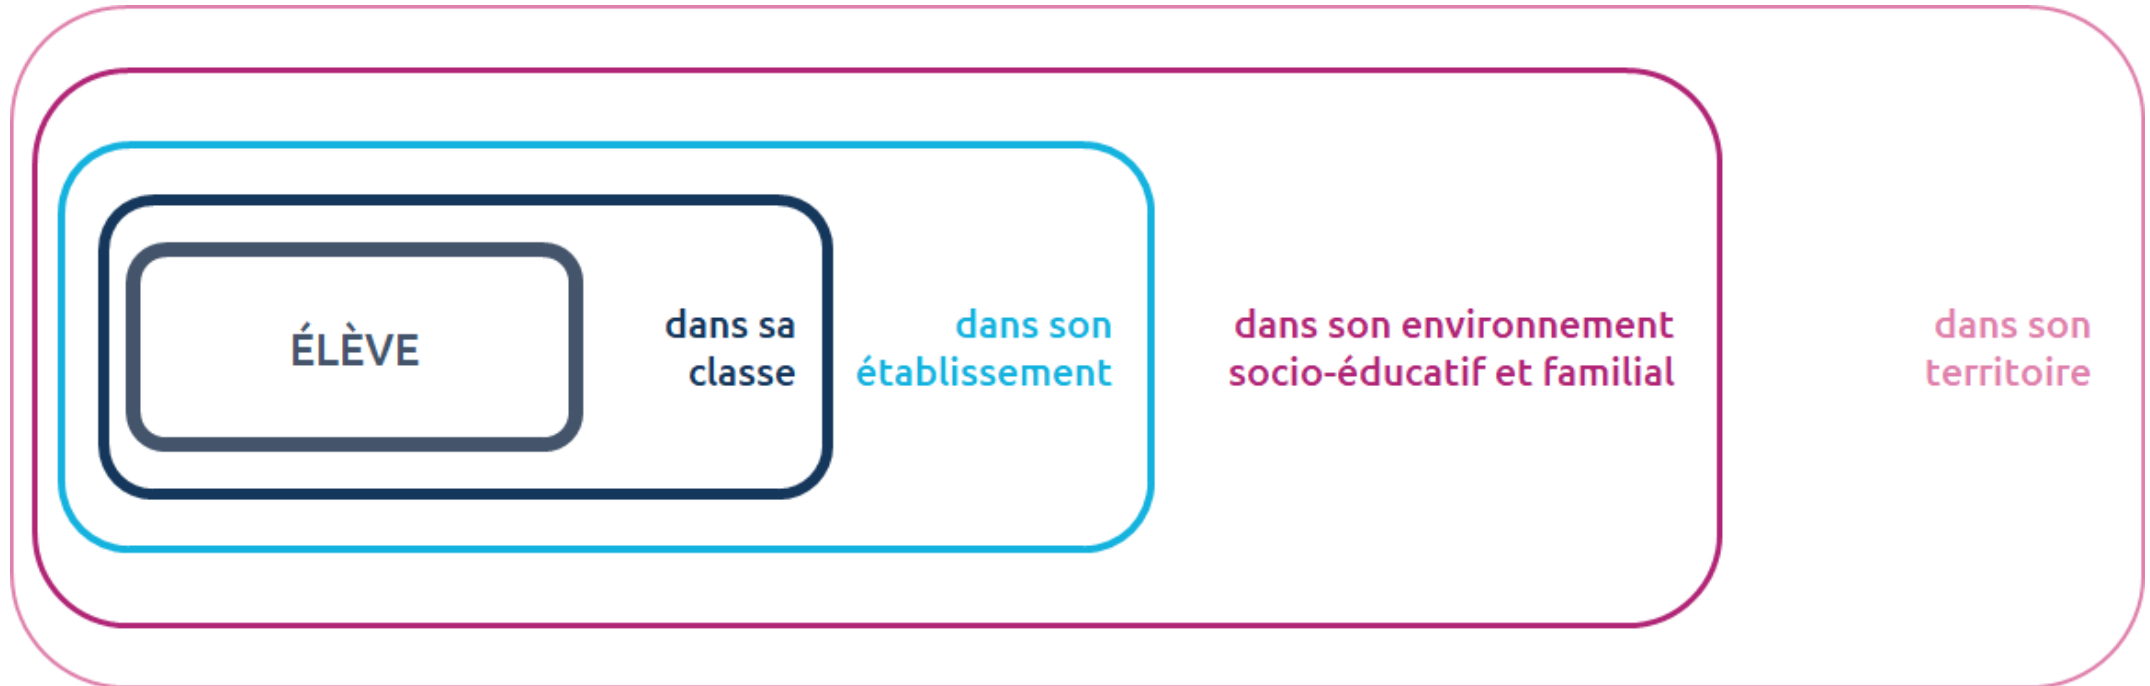 ÉLÈVE
dans sa
classe
dans son
établissement
dans son environnement
socio-éducatif et familial
dans son
territoire